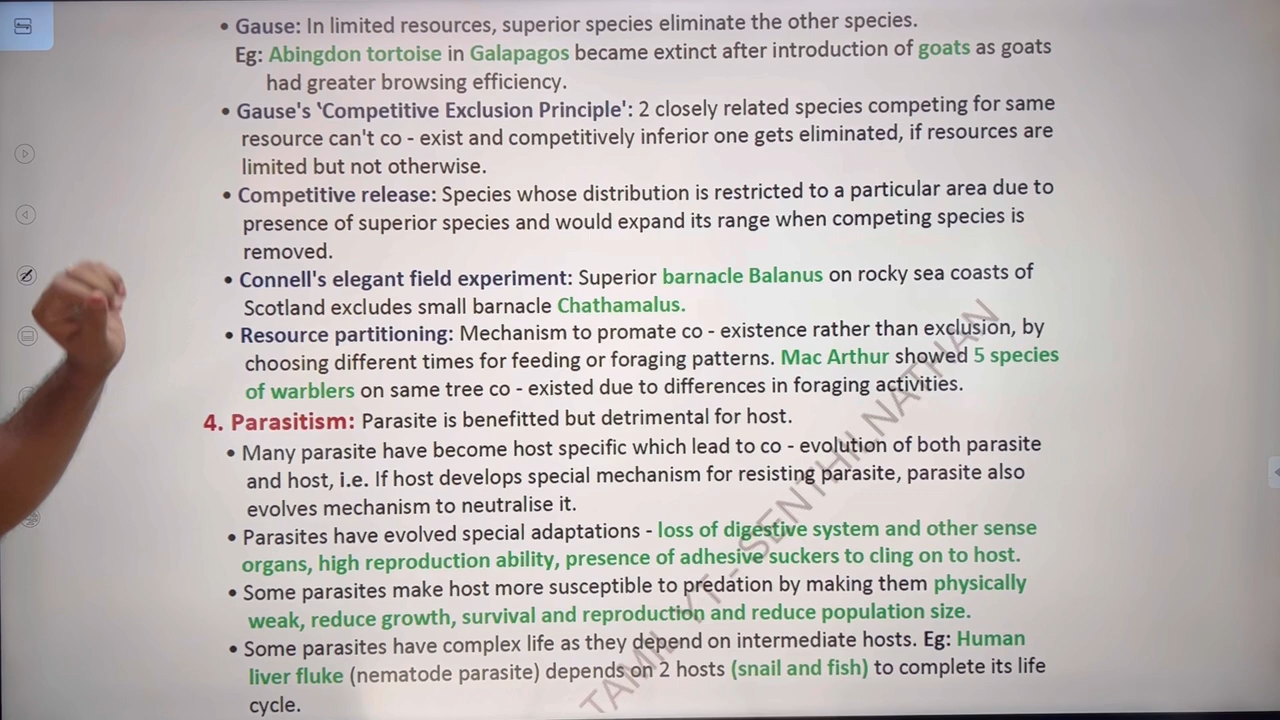 • Gause: In limited resources, superior species eliminate the other species.
Eg: Abingdon tortoise in Galapagos became extinct after introduction of goats as goats
had greater browsing efficiency.
• Gause's 'Competitive Exclusion Principle': 2 closely related species competing for same
resource can't co - exist and competitively inferior one gets eliminated, if resources are
limited but not otherwise.
• Competitive release: Species whose distribution is restricted to a particular area due to
presence of superior species and would expand its range when competing species is
removed.
• Connell's elegant field experiment: Superior barnacle Balanus on rocky sea coasts of
Scotland excludes small barnacle Chathamalus.
• Resource partitioning: Mechanism to promate co - existence rather than exclusion, by
choosing different times for feeding or foraging patterns. Mac Arthur showed 5 species
of warblers on same tree co - existed due to differences in foraging activities.
4. Parasitism: Parasite is benefitted but detrimental for host.
• Many parasite have become host specific which lead to co - evolution of both parasite
and host, i.e. If host develops special mechanism for resisting parasite, parasite also
evolves mechanism to neutralise it.
• Parasites have evolved special adaptations - loss of digestive system and other sense
organs, high reproduction ability, presence of adhesive suckers to cling on to host.
• Some parasites make host more susceptible to predation by making them physically
weak, reduce growth, survival and reproduction and reduce population size.
• Some parasites have complex life as they depend on intermediate hosts. Eg: Human
liver fluke (nematode parasite) depends on 2 hosts (snail and fish) to complete its life
cycle.
TAMIL YT - SENTHILNATHAN